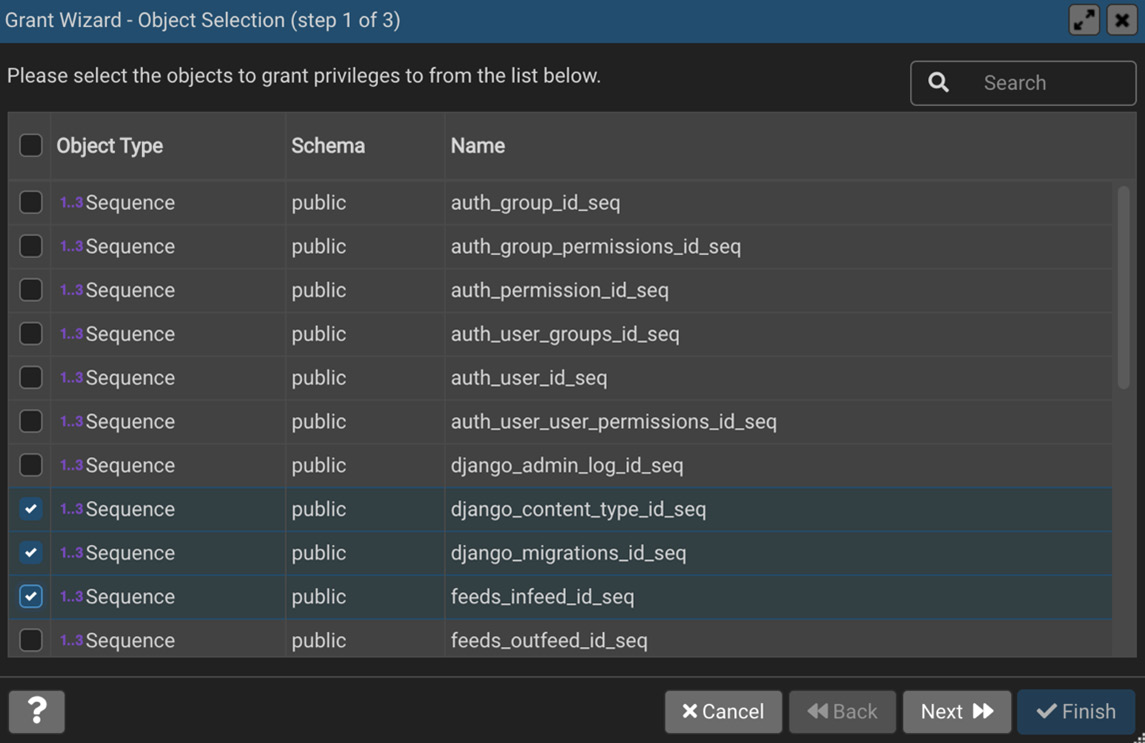 Grant Wizard - Object Selection (step 1 of 3)
Please select the objects to grant privileges to from the list below.
Search
Object Type Schema Name
1..3 Sequence public auth_group_id_seq
1..3 Sequence public auth_group_permissions_id_seq
1..3 Sequence public auth_permission_id_seq
1..3 Sequence public auth_user_groups_id_seq
1..3 Sequence public auth_user_id_seq
1..3 Sequence public auth_user_user_permissions_id_seq
1..3 Sequence public django_admin_log_id_seq
1..3 Sequence public django_content_type_id_seq
1..3 Sequence public django_migrations_id_seq
1..3 Sequence public feeds_infeed_id_seq
1..3 Sequence public feeds_outfeed_id_seq
? Cancel Back Next Finish